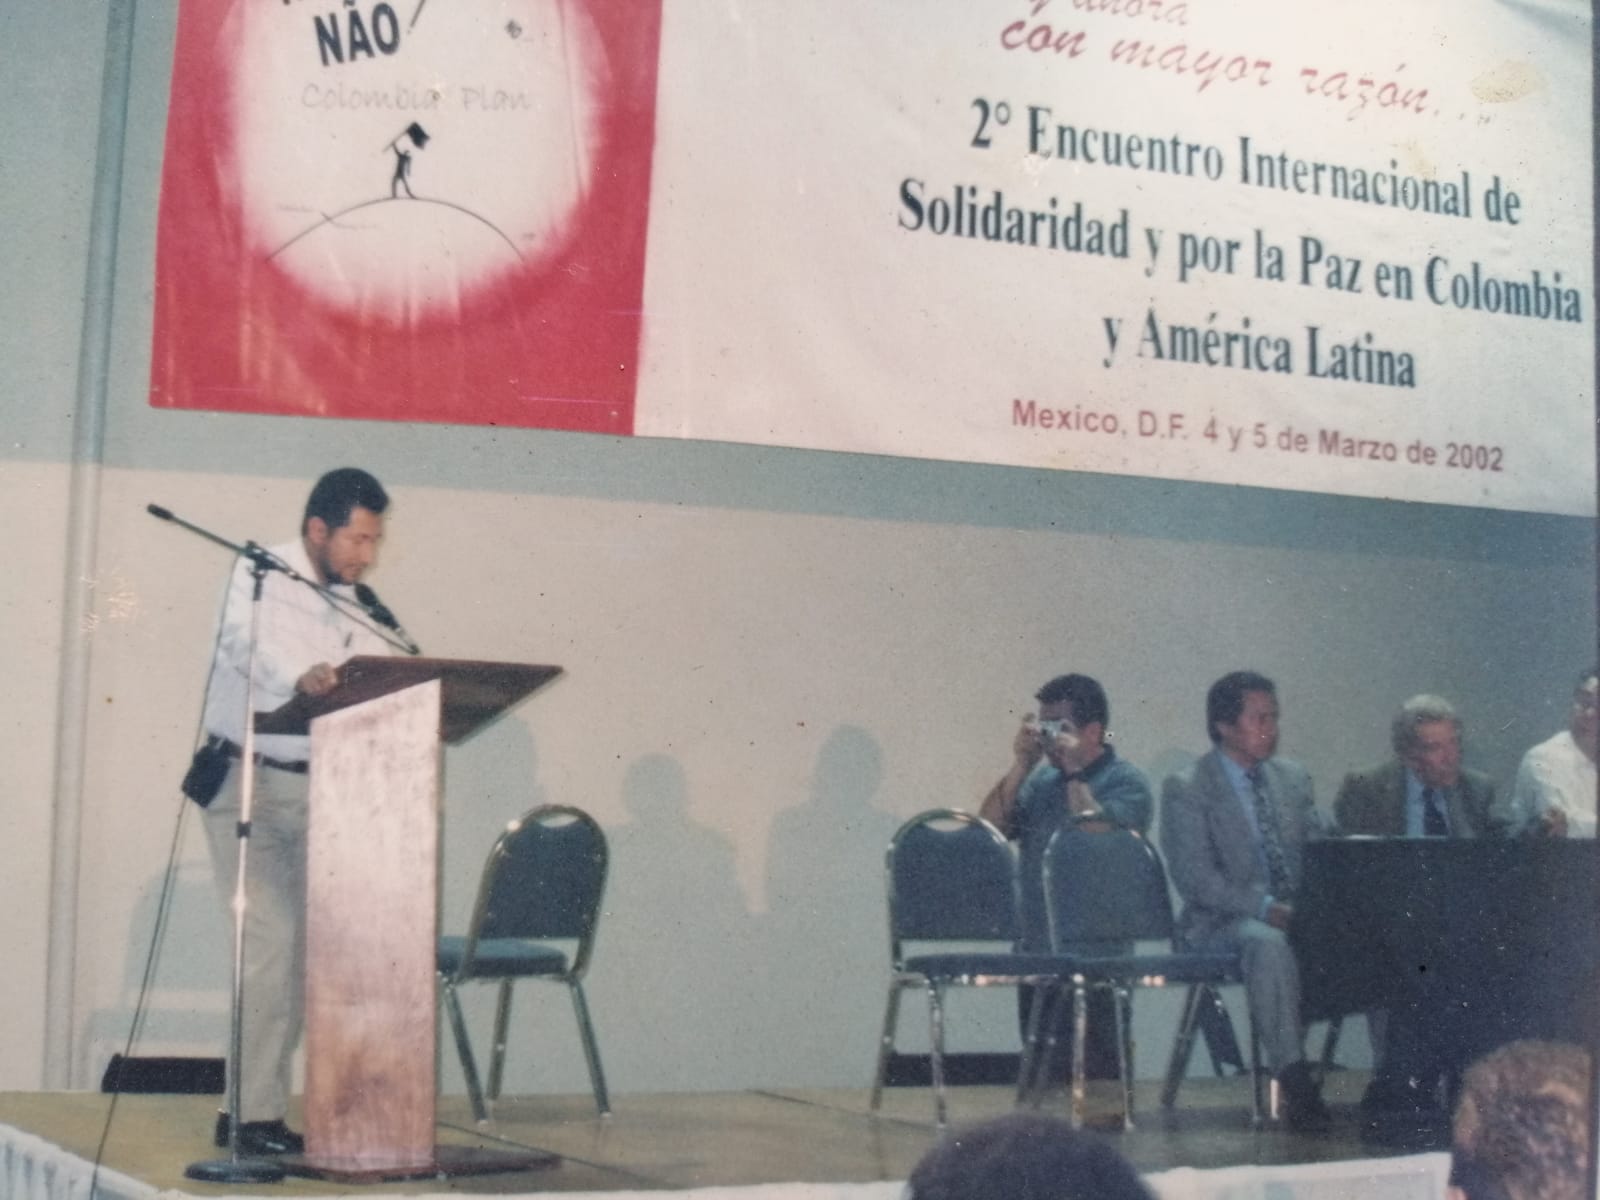 NÃO
Colombia Plan
y ahora
con mayor razón...
2° Encuentro Internacional de
Solidaridad y por la Paz en Colombia
y América Latina
Mexico, D.F. 4 y 5 de Marzo de 2002